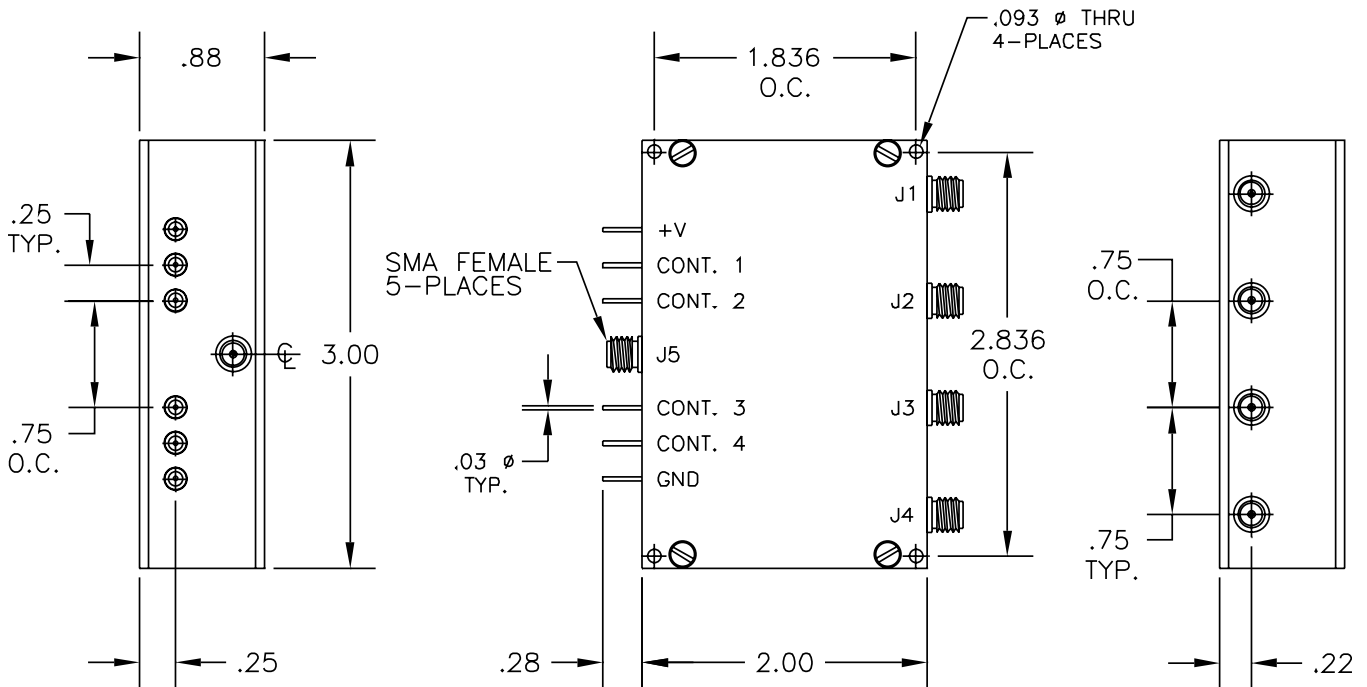 .88
.25
TYP.
.75
O.C.
℄
3.00
.25
1.836
O.C.
.093 ø THRU
4-PLACES
SMA FEMALE
5-PLACES
+V
CONT. 1
CONT. 2
J5
CONT. 3
CONT. 4
GND
.03 ø
TYP.
J1
J2
J3
J4
2.836
O.C.
.28
2.00
.75
O.C.
.75
TYP.
.22